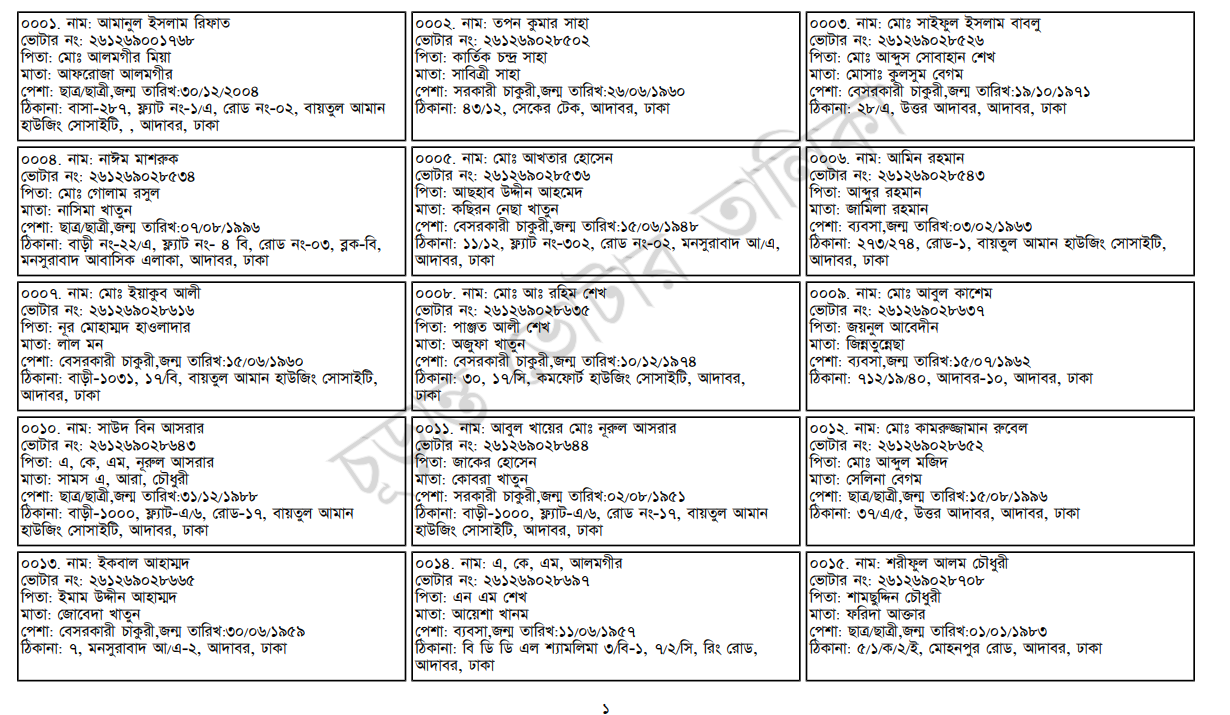 ০০০১. নাম: আমানুল ইসলাম রিফাত
ভোটার নং: ২৬১২৬৯০০১৭৬৮
পিতা: মোঃ আলমগীর মিয়া
মাতা: আফরোজা আলমগীর
পেশা: ছাত্র/ছাত্রী,জন্ম তারিখ:৩০/১২/২০০৪
ঠিকানা: বাসা-২৮৭, ফ্ল্যাট নং-১/এ, রোড নং-০২, বায়তুল আমান
হাউজিং সোসাইটি, , আদাবর, ঢাকা
০০০২. নাম: তপন কুমার সাহা
ভোটার নং: ২৬১২৬৯০২৮৫০২
পিতা: কার্তিক চন্দ্র সাহা
মাতা: সাবিত্রী সাহা
পেশা: সরকারী চাকুরী,জন্ম তারিখ:২৬/০৬/১৯৬০
ঠিকানা: ৪৩/১২, সেকের টেক, আদাবর, ঢাকা
০০০৩. নাম: মোঃ সাইফুল ইসলাম বাবলু
ভোটার নং: ২৬১২৬৯০২৮৫২৬
পিতা: মোঃ আব্দুস সোবাহান শেখ
মাতা: মোসাঃ কুলসুম বেগম
পেশা: বেসরকারী চাকুরী,জন্ম তারিখ:১৯/১০/১৯৭১
ঠিকানা: ২৮/এ, উত্তর আদাবর, আদাবর, ঢাকা
০০০৪. নাম: নাঈম মাশরুক
ভোটার নং: ২৬১২৬৯০২৮৫৩৪
পিতা: মোঃ গোলাম রসুল
মাতা: নাসিমা খাতুন
পেশা: ছাত্র/ছাত্রী,জন্ম তারিখ:০৭/০৮/১৯৯৬
ঠিকানা: বাড়ী নং-২২/এ, ফ্ল্যাট নং- ৪ বি, রোড নং-০৩, ব্লক-বি,
মনসুরাবাদ আবাসিক এলাকা, আদাবর, ঢাকা
০০০৫. নাম: মোঃ আখতার হোসেন
ভোটার নং: ২৬১২৬৯০২৮৫৩৬
পিতা: আছহাব উদ্দীন আহমেদ
মাতা: কছিরন নেছা খাতুন
পেশা: বেসরকারী চাকুরী,জন্ম তারিখ:১৫/০৬/১৯৪৮
ঠিকানা: ১১/১২, ফ্ল্যাট নং-৩০২, রোড নং-০২, মনসুরাবাদ আ/এ,
আদাবর, ঢাকা
০০০৬. নাম: আমিন রহমান
ভোটার নং: ২৬১২৬৯০২৮৫৪৩
পিতা: আব্দুর রহমান
মাতা: জামিলা রহমান
পেশা: ব্যবসা,জন্ম তারিখ:০৩/০২/১৯৬৩
ঠিকানা: ২৭৩/২৭৪, রোড-১, বায়তুল আমান হাউজিং সোসাইটি,
আদাবর, ঢাকা
০০০৭. নাম: মোঃ ইয়াকুব আলী
ভোটার নং: ২৬১২৬৯০২৮৬১৬
পিতা: নূর মোহাম্মদ হাওলাদার
মাতা: লাল মন
পেশা: বেসরকারী চাকুরী,জন্ম তারিখ:১৫/০৬/১৯৬০
ঠিকানা: বাড়ী-১০৩১, ১৭/বি, বায়তুল আমান হাউজিং সোসাইটি,
আদাবর, ঢাকা
০০০৮. নাম: মোঃ আঃ রহিম শেখ
ভোটার নং: ২৬১২৬৯০২৮৬৩৫
পিতা: পাঞ্জত আলী শেখ
মাতা: অজুফা খাতুন
পেশা: বেসরকারী চাকুরী,জন্ম তারিখ:১০/১২/১৯৭৪
ঠিকানা: ৩০, ১৭/সি, কমফোর্ট হাউজিং সোসাইটি, আদাবর,
ঢাকা
০০০৯. নাম: মোঃ আবুল কাশেম
ভোটার নং: ২৬১২৬৯০২৮৬৩৭
পিতা: জয়নুল আবেদীন
মাতা: জিন্নতুন্নেছা
পেশা: ব্যবসা,জন্ম তারিখ:১৫/০৭/১৯৬২
ঠিকানা: ৭১২/১৯/৪০, আদাবর-১০, আদাবর, ঢাকা
০০১০. নাম: সাউদ বিন আসরার
ভোটার নং: ২৬১২৬৯০২৮৬৪৩
পিতা: এ, কে, এম, নূরুল আসরার
মাতা: সামস এ, আরা, চৌধুরী
পেশা: ছাত্র/ছাত্রী,জন্ম তারিখ:৩১/১২/১৯৮৮
ঠিকানা: বাড়ী-১০০০, ফ্ল্যাট-এ/৬, রোড-১৭, বায়তুল আমান
হাউজিং সোসাইটি, আদাবর, ঢাকা
০০১১. নাম: আবুল খায়ের মোঃ নূরুল আসরার
ভোটার নং: ২৬১২৬৯০২৮৬৪৪
পিতা: জাকের হোসেন
মাতা: কোবরা খাতুন
পেশা: সরকারী চাকুরী,জন্ম তারিখ:০২/০৮/১৯৫১
ঠিকানা: বাড়ী-১০০০, ফ্ল্যাট-এ/৬, রোড নং-১৭, বায়তুল আমান
হাউজিং সোসাইটি, আদাবর, ঢাকা
০০১২. নাম: মোঃ কামরুজ্জামান রুবেল
ভোটার নং: ২৬১২৬৯০২৮৬৫২
পিতা: মোঃ আব্দুল মজিদ
মাতা: সেলিনা বেগম
পেশা: ছাত্র/ছাত্রী,জন্ম তারিখ:১৫/০৮/১৯৯৬
ঠিকানা: ৩৭/এ/৫, উত্তর আদাবর, আদাবর, ঢাকা
০০১৩. নাম: ইকবাল আহাম্মদ
ভোটার নং: ২৬১২৬৯০২৮৬৬৫
পিতা: ইমাম উদ্দীন আহাম্মদ
মাতা: জোবেদা খাতুন
পেশা: বেসরকারী চাকুরী,জন্ম তারিখ:৩০/০৬/১৯৫৯
ঠিকানা: ৭, মনসুরাবাদ আ/এ-২, আদাবর, ঢাকা
০০১৪. নাম: এ, কে, এম, আলমগীর
ভোটার নং: ২৬১২৬৯০২৮৬৯৭
পিতা: এন এম শেখ
মাতা: আয়েশা খানম
পেশা: ব্যবসা,জন্ম তারিখ:১১/০৬/১৯৫৭
ঠিকানা: বি ডি ডি এল শ্যামলিমা ৩/বি-১, ৭/২/সি, রিং রোড,
আদাবর, ঢাকা
০০১৫. নাম: শরীফুল আলম চৌধুরী
ভোটার নং: ২৬১২৬৯০২৮৭০৮
পিতা: শামছুদ্দিন চৌধুরী
মাতা: ফরিদা আক্তার
পেশা: ছাত্র/ছাত্রী,জন্ম তারিখ:০১/০১/১৯৮৩
ঠিকানা: ৫/১/ক/২/ই, মোহনপুর রোড, আদাবর, ঢাকা
চূড়ান্ত ভোটার তালিকা
১